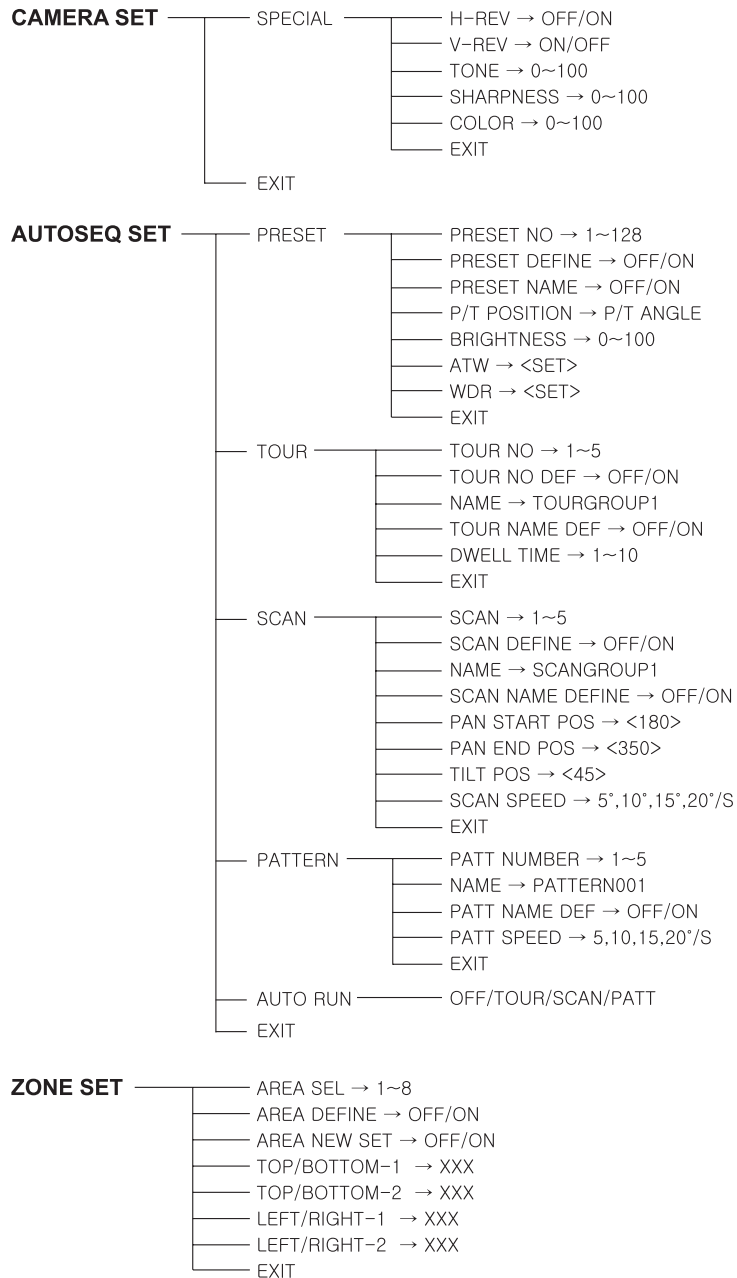 CAMERA SET SPECIAL H-REV → OFF/ON
V-REV → ON/OFF
TONE → 0~100
SHARPNESS → 0~100
COLOR → 0~100
EXIT
EXIT
AUTOSEQ SET PRESET PRESET NO → 1~128
PRESET DEFINE → OFF/ON
PRESET NAME → OFF/ON
P/T POSITION → P/T ANGLE
BRIGHTNESS → 0~100
ATW → <SET>
WDR → <SET>
EXIT
TOUR TOUR NO → 1~5
TOUR NO DEF → OFF/ON
NAME → TOURGROUP1
TOUR NAME DEF → OFF/ON
DWELL TIME → 1~10
EXIT
SCAN SCAN → 1~5
SCAN DEFINE → OFF/ON
NAME → SCANGROUP1
SCAN NAME DEFINE → OFF/ON
PAN START POS → <180>
PAN END POS → <350>
TILT POS → <45>
SCAN SPEED → 5˚,10˚,15˚,20˚/S
EXIT
PATTERN PATT NUMBER → 1~5
NAME → PATTERN001
PATT NAME DEF → OFF/ON
PATT SPEED → 5,10,15,20˚/S
EXIT
AUTO RUN OFF/TOUR/SCAN/PATT
EXIT
ZONE SET AREA SEL → 1~8
AREA DEFINE → OFF/ON
AREA NEW SET → OFF/ON
TOP/BOTTOM-1 → XXX
TOP/BOTTOM-2 → XXX
LEFT/RIGHT-1 → XXX
LEFT/RIGHT-2 → XXX
EXIT